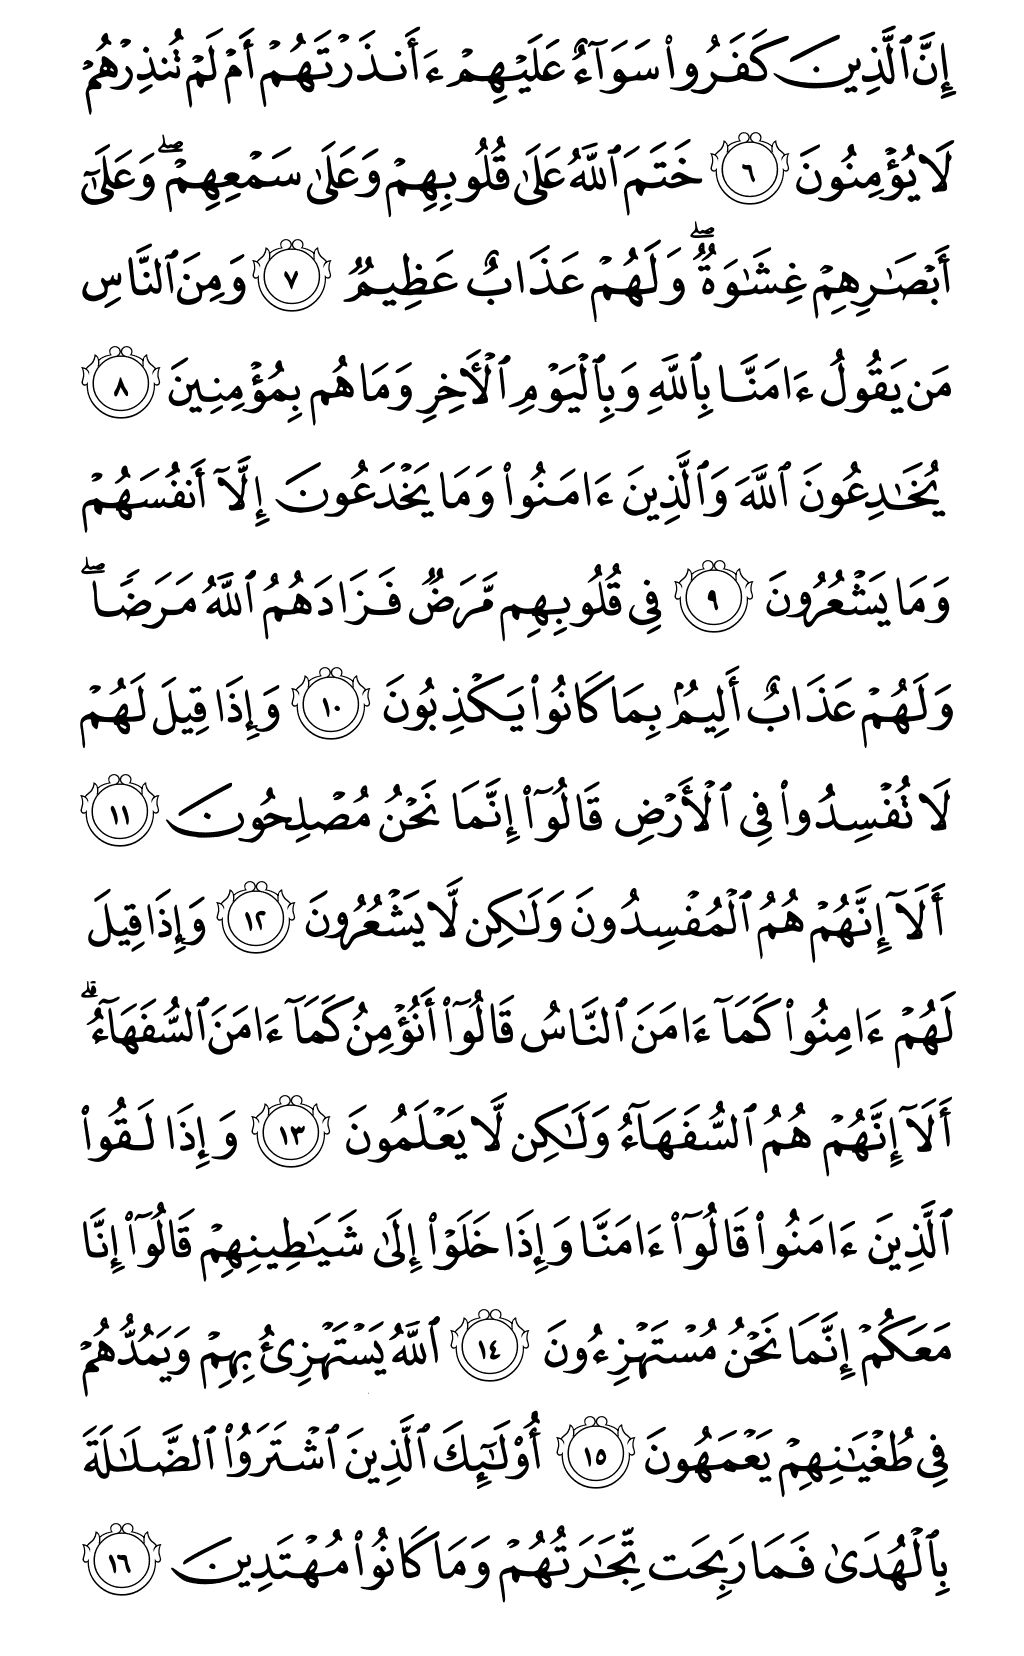 إِنَّ ٱلَّذِينَ كَفَرُوا۟ سَوَآءٌ عَلَيْهِمْ ءَأَنذَرْتَهُمْ أَمْ لَمْ تُنذِرْهُمْ
لَا يُؤْمِنُونَ ٦ خَتَمَ ٱللَّهُ عَلَىٰ قُلُوبِهِمْ وَعَلَىٰ سَمْعِهِمْ ۖ وَعَلَىٰٓ
أَبْصَـٰرِهِمْ غِشَـٰوَةٌ ۖ وَلَهُمْ عَذَابٌ عَظِيمٌ ٧ وَمِنَ ٱلنَّاسِ
مَن يَقُولُ ءَامَنَّا بِٱللَّهِ وَبِٱلْيَوْمِ ٱلْـَٔاخِرِ وَمَا هُم بِمُؤْمِنِينَ ٨
يُخَـٰدِعُونَ ٱللَّهَ وَٱلَّذِينَ ءَامَنُوا۟ وَمَا يَخْدَعُونَ إِلَّآ أَنفُسَهُمْ
وَمَا يَشْعُرُونَ ٩ فِى قُلُوبِهِم مَّرَضٌ فَزَادَهُمُ ٱللَّهُ مَرَضًا ۖ
وَلَهُمْ عَذَابٌ أَلِيمٌۢ بِمَا كَانُوا۟ يَكْذِبُونَ ١٠ وَإِذَا قِيلَ لَهُمْ
لَا تُفْسِدُوا۟ فِى ٱلْأَرْضِ قَالُوٓا۟ إِنَّمَا نَحْنُ مُصْلِحُونَ ١١
أَلَآ إِنَّهُمْ هُمُ ٱلْمُفْسِدُونَ وَلَـٰكِن لَّا يَشْعُرُونَ ١٢ وَإِذَا قِيلَ
لَهُمْ ءَامِنُوا۟ كَمَآ ءَامَنَ ٱلنَّاسُ قَالُوٓا۟ أَنُؤْمِنُ كَمَآ ءَامَنَ ٱلسُّفَهَآءُ ۗ
أَلَآ إِنَّهُمْ هُمُ ٱلسُّفَهَآءُ وَلَـٰكِن لَّا يَعْلَمُونَ ١٣ وَإِذَا لَقُوا۟
ٱلَّذِينَ ءَامَنُوا۟ قَالُوٓا۟ ءَامَنَّا وَإِذَا خَلَوْا۟ إِلَىٰ شَيَـٰطِينِهِمْ قَالُوٓا۟ إِنَّا
مَعَكُمْ إِنَّمَا نَحْنُ مُسْتَهْزِءُونَ ١٤ ٱللَّهُ يَسْتَهْزِئُ بِهِمْ وَيَمُدُّهُمْ
فِى طُغْيَـٰنِهِمْ يَعْمَهُونَ ١٥ أُو۟لَـٰٓئِكَ ٱلَّذِينَ ٱشْتَرَوُا۟ ٱلضَّلَـٰلَةَ
بِٱلْهُدَىٰ فَمَا رَبِحَت تِّجَـٰرَتُهُمْ وَمَا كَانُوا۟ مُهْتَدِينَ ١٦